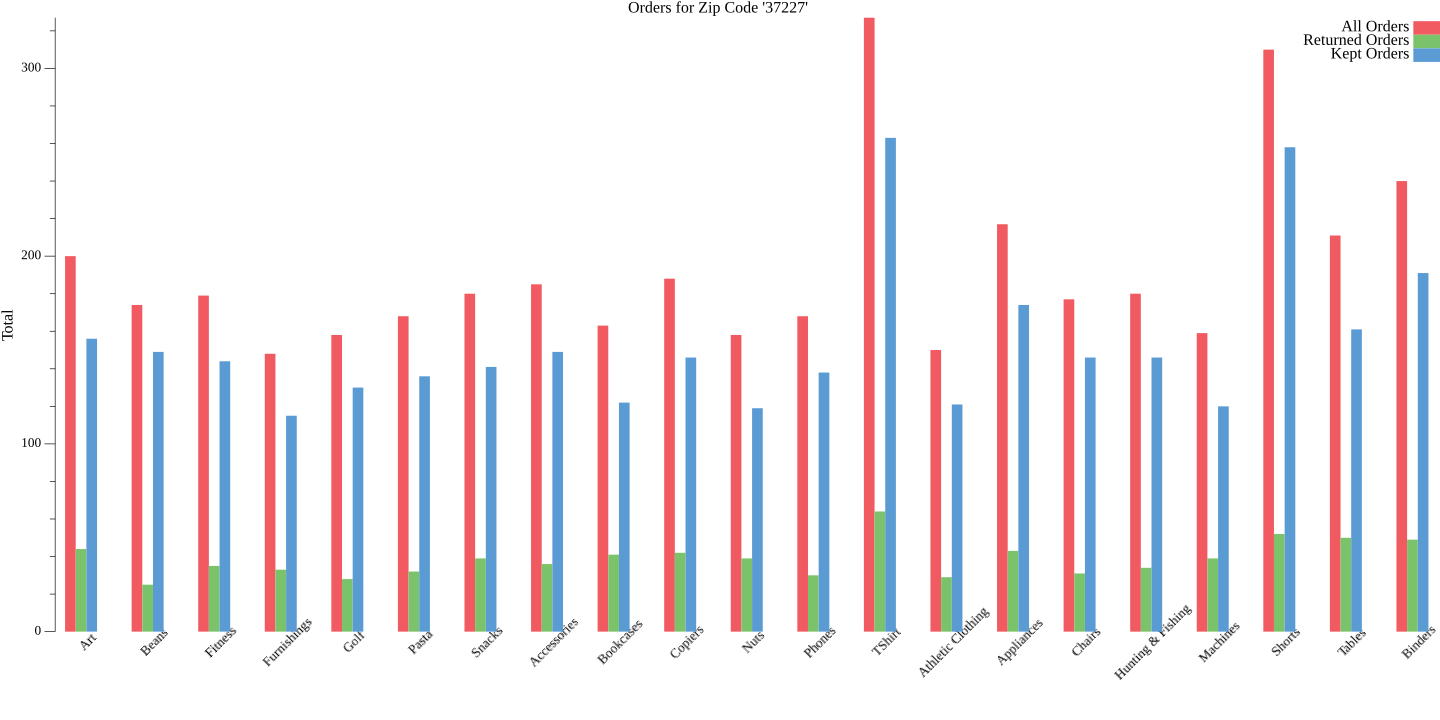 Orders for Zip Code '37227'
All Orders
Returned Orders
Kept Orders
Total
300
200
100
0
Art
Beans
Fitness
Furnishings
Golf
Pasta
Snacks
Accessories
Bookcases
Copiers
Nuts
Phones
TShirt
Athletic Clothing
Appliances
Chairs
Hunting & Fishing
Machines
Shorts
Tables
Binders